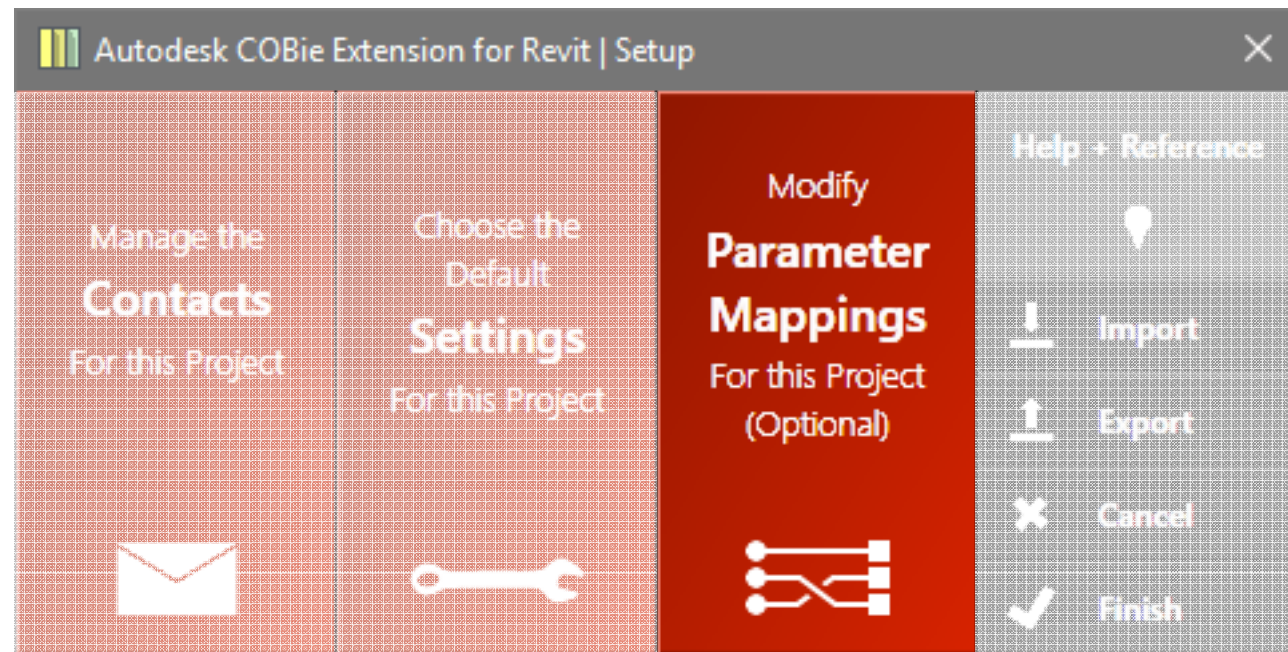 Autodesk COBie Extension for Revit | Setup
Manage the
Contacts
For this Project
Choose the
Default
Settings
For this Project
Modify
Parameter
Mappings
For this Project
(Optional)
Help + Reference
Import
Export
Cancel
Finish